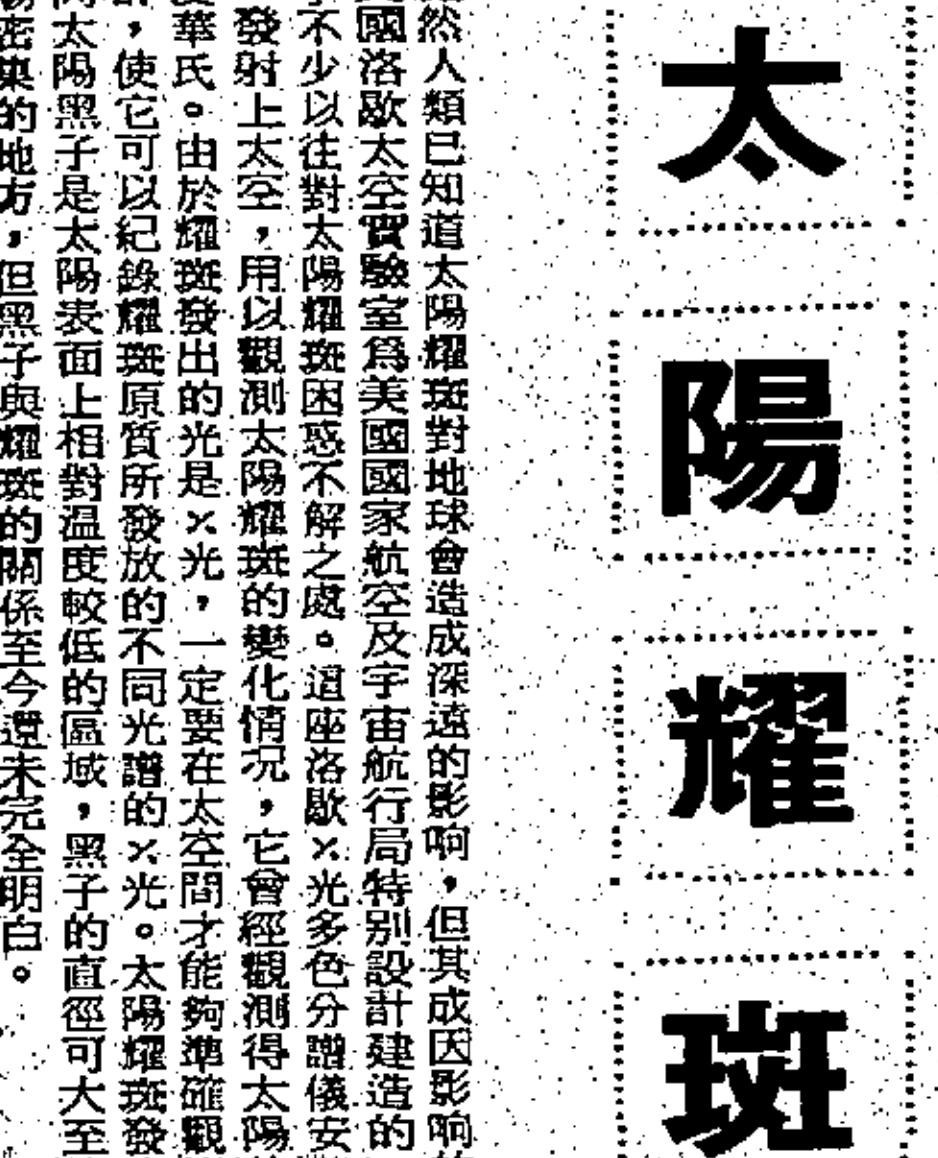 太陽耀斑
然人類已知道太陽耀斑對地球會造成深遠的影响，但其成因影响
國洛歇太空實驗室爲美國國家航空及宇宙航行局特别設計建造的
不少以往對太陽耀斑困惑不解之處。這座洛歇X光多色分譜儀安
發射上太空，用以觀測太陽耀斑的變化情況，它曾經觀測得太陽
華氏。由於耀斑發出的光是X光，一定要在太空間才能夠準確觀
，使它可以紀錄耀斑原質所發放的不同光譜的X光。太陽耀斑發
太陽黑子是太陽表面上相對温度較低的區域，黑子的直徑可大至
密集的地方，但黑子與耀斑的關係至今還未完全明白。